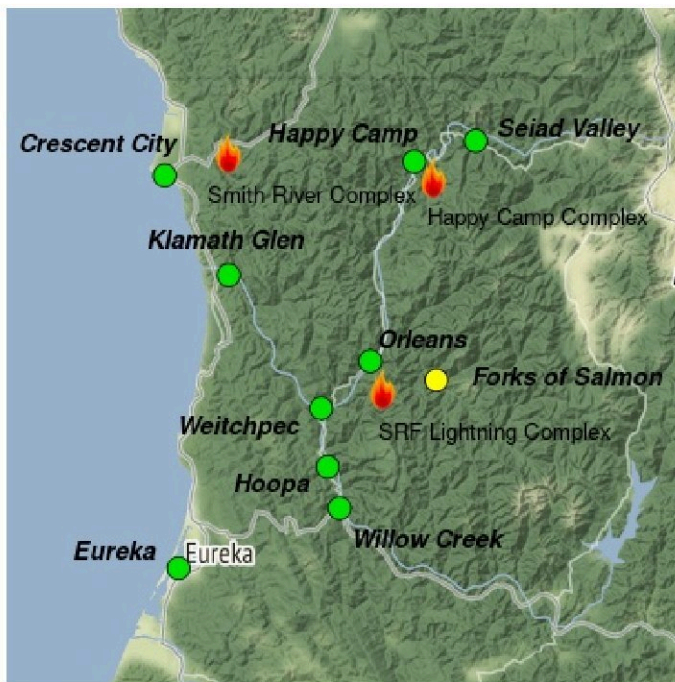 Crescent City
Happy Camp
Seiad Valley
Smith River Complex
Happy Camp Complex
Klamath Glen
Orleans
Forks of Salmon
Weitchpec
SRF Lightning Complex
Hoopa
Willow Creek
Eureka
Eureka